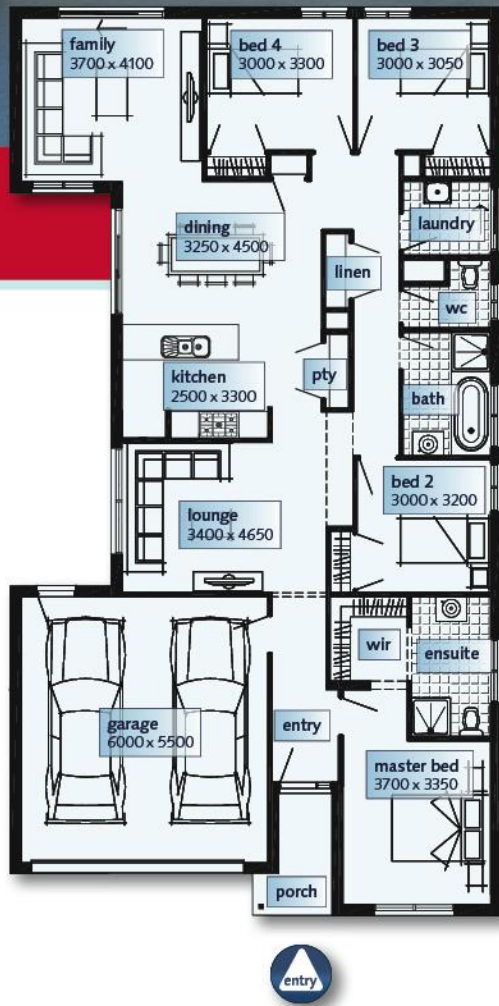 family
3700 x 4100
bed 4
3000 x 3300
bed 3
3000 x 3050
dining
3250 x 4500
laundry
linen
wc
kitchen
2500 x 3300
pty
bath
bed 2
3000 x 3200
lounge
3400 x 4650
wir
ensuite
garage
6000 x 5500
entry
master bed
3700 x 3350
porch
entry